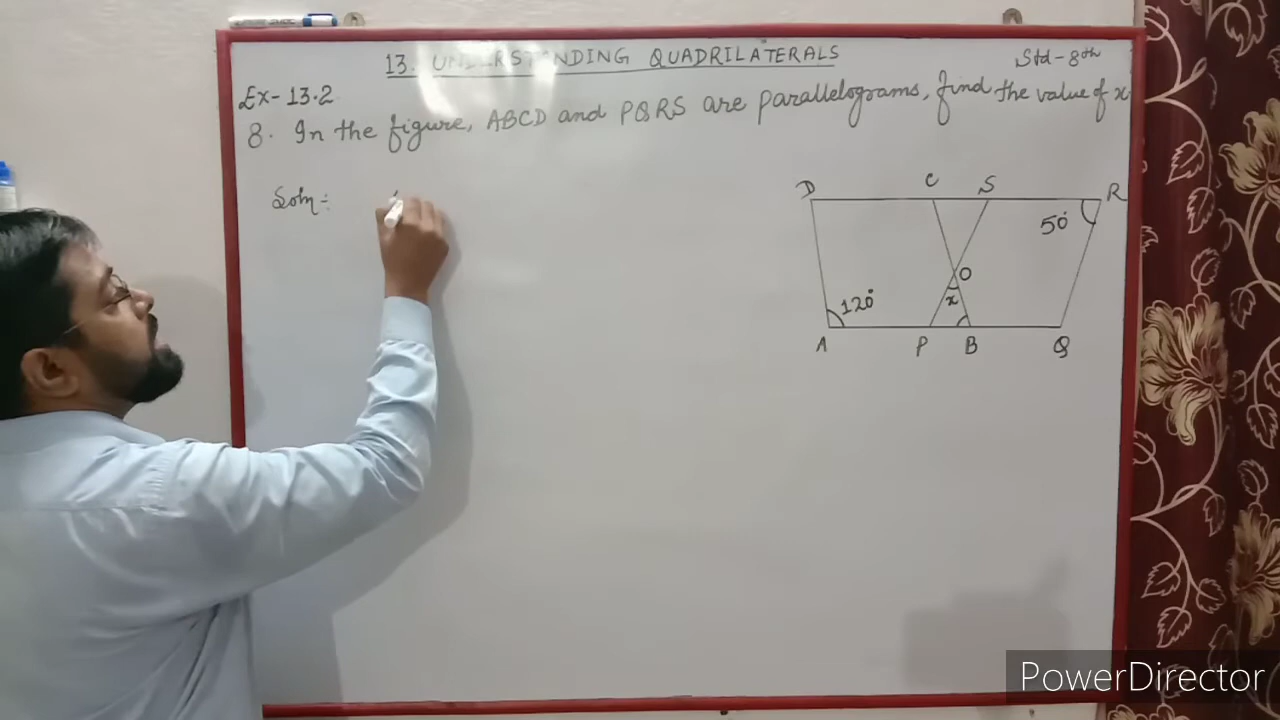 13. UNDERSTANDING QUADRILATERALS
Std-8th
Ex-13.2
8. In the figure, ABCD and PQRS are parallelograms, find the value of x
Soln:-
D C S R
50°
O
x
120°
A P B Q
PowerDirector